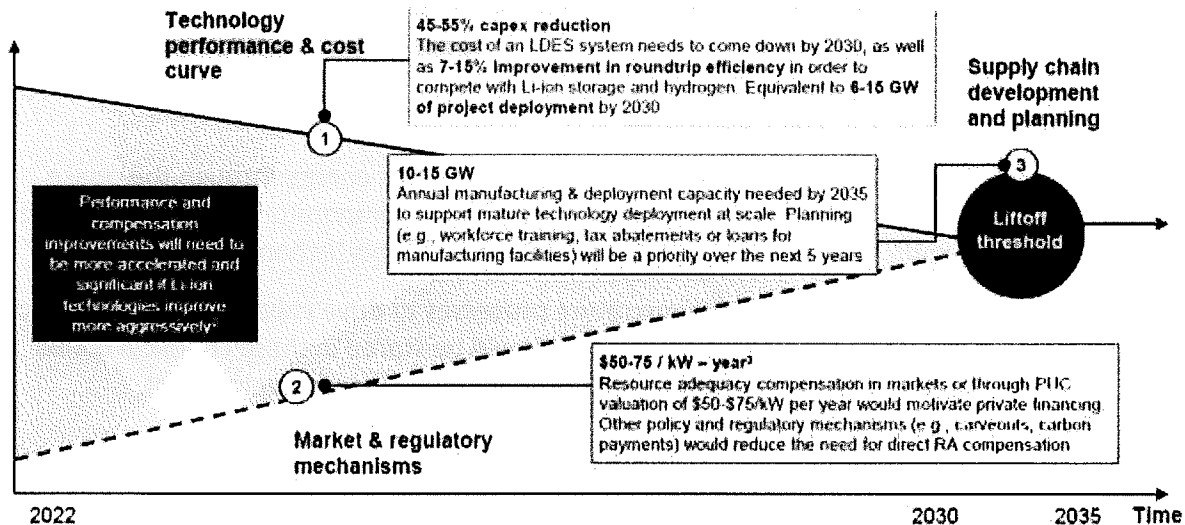 Technology
performance & cost
curve
45-55% capex reduction
The cost of an LDES system needs to come down by 2030, as well
as 7-15% improvement in roundtrip efficiency in order to
compete with Li-ion storage and hydrogen. Equivalent to 6-15 GW
of project deployment by 2030
Supply chain
development
and planning
1
3
10-15 GW
Annual manufacturing & deployment capacity needed by 2035
to support mature technology deployment at scale. Planning
(e.g., workforce training, tax abatements or loans for
manufacturing facilities) will be a priority over the next 5 years
Liftoff
threshold
Performance and
compensation
improvements will need to
be more accelerated and
significant if Li-ion
technologies improve
more aggressively
2
$50-75 / kW – year³
Resource adequacy compensation in markets or through PUC
valuation of $50-$75/kW per year would motivate private financing.
Other policy and regulatory mechanisms (e.g., carveouts, carbon
payments) would reduce the need for direct RA compensation
Market & regulatory
mechanisms
2022
2030
2035
Time